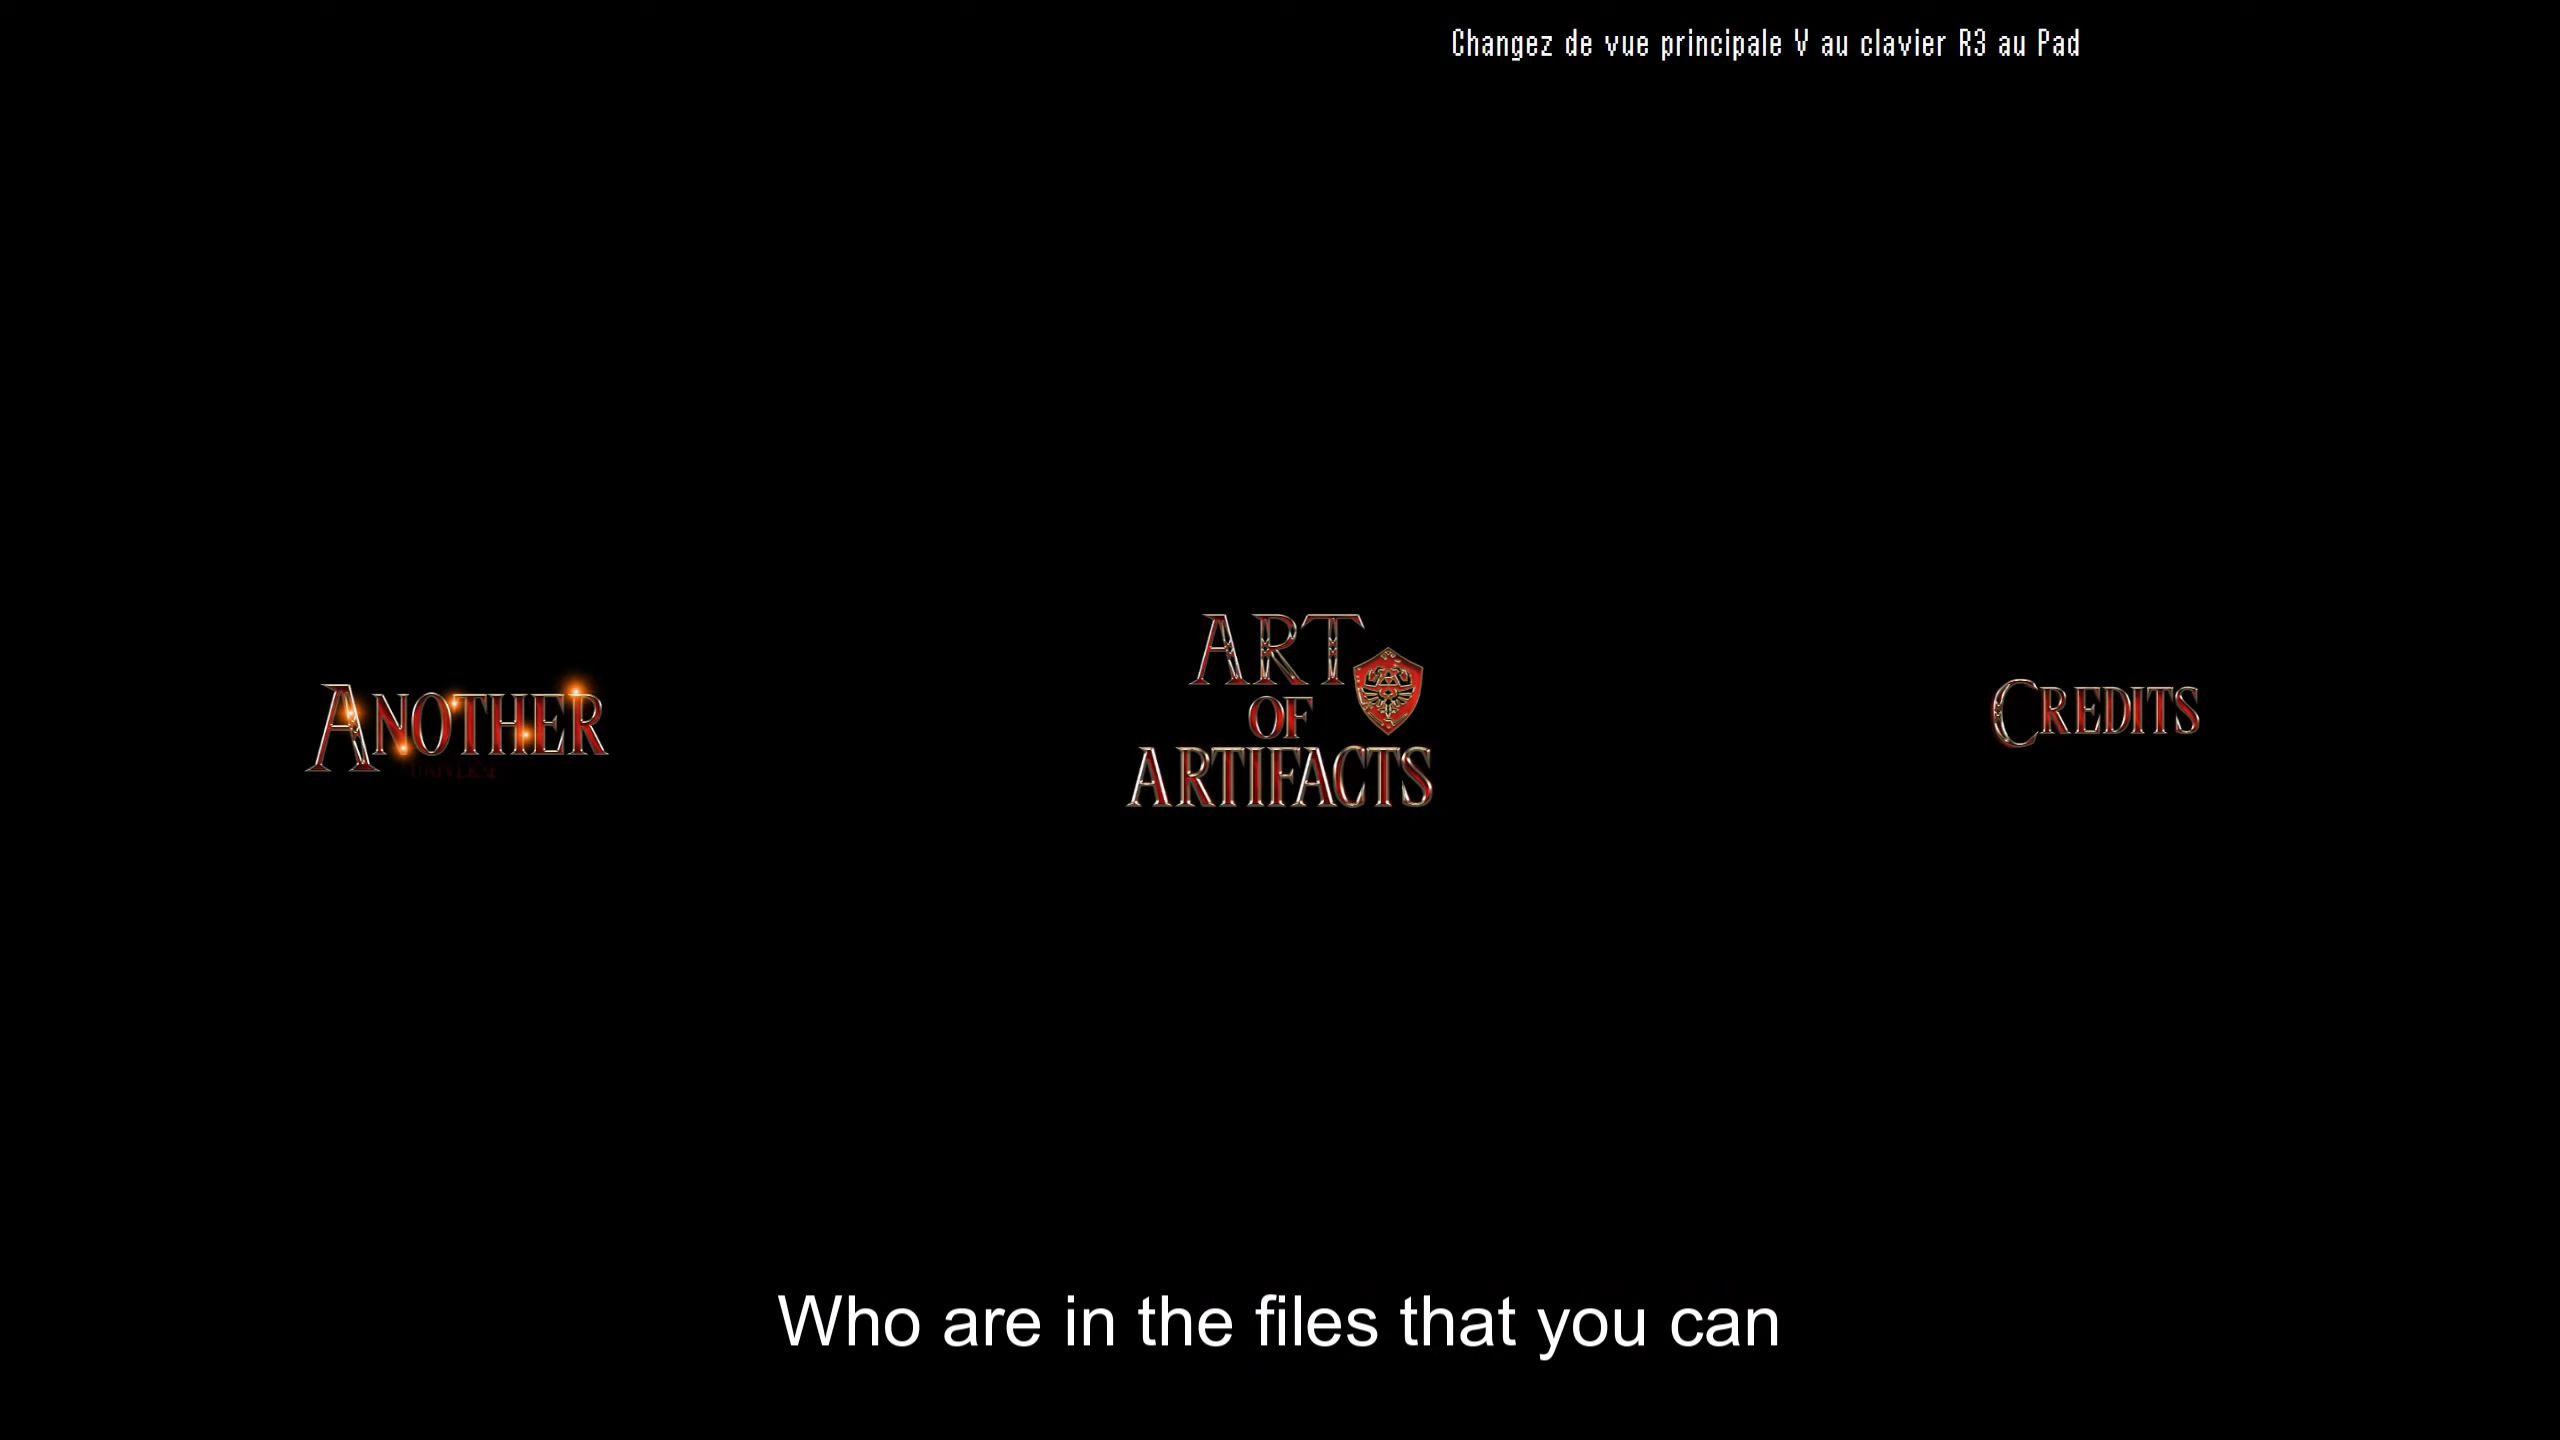 Changez de vue principale V au clavier R3 au Pad
ANOTHER
UNIVERSE
ART
OF
ARTIFACTS
CREDITS
Who are in the files that you can